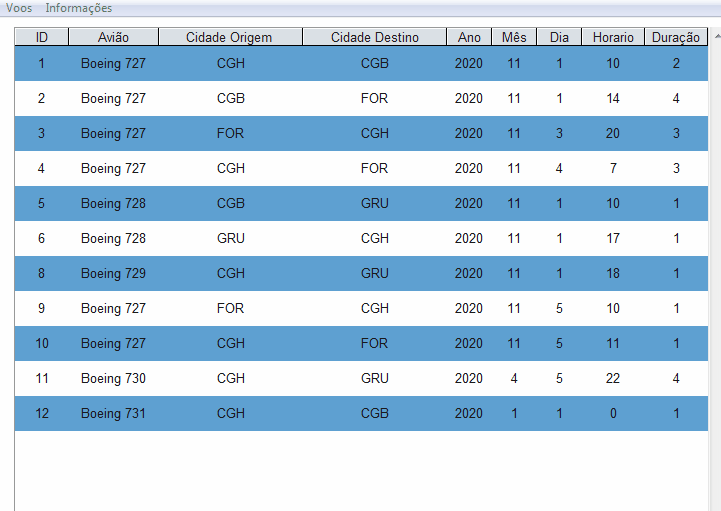 Voos Informações
ID Avião Cidade Origem Cidade Destino Ano Mês Dia Horario Duração
1 Boeing 727 CGH CGB 2020 11 1 10 2
2 Boeing 727 CGB FOR 2020 11 1 14 4
3 Boeing 727 FOR CGH 2020 11 3 20 3
4 Boeing 727 CGH FOR 2020 11 4 7 3
5 Boeing 728 CGB GRU 2020 11 1 10 1
6 Boeing 728 GRU CGH 2020 11 1 17 1
8 Boeing 729 CGH GRU 2020 11 1 18 1
9 Boeing 727 FOR CGH 2020 11 5 10 1
10 Boeing 727 CGH FOR 2020 11 5 11 1
11 Boeing 730 CGH GRU 2020 4 5 22 4
12 Boeing 731 CGH CGB 2020 1 1 0 1